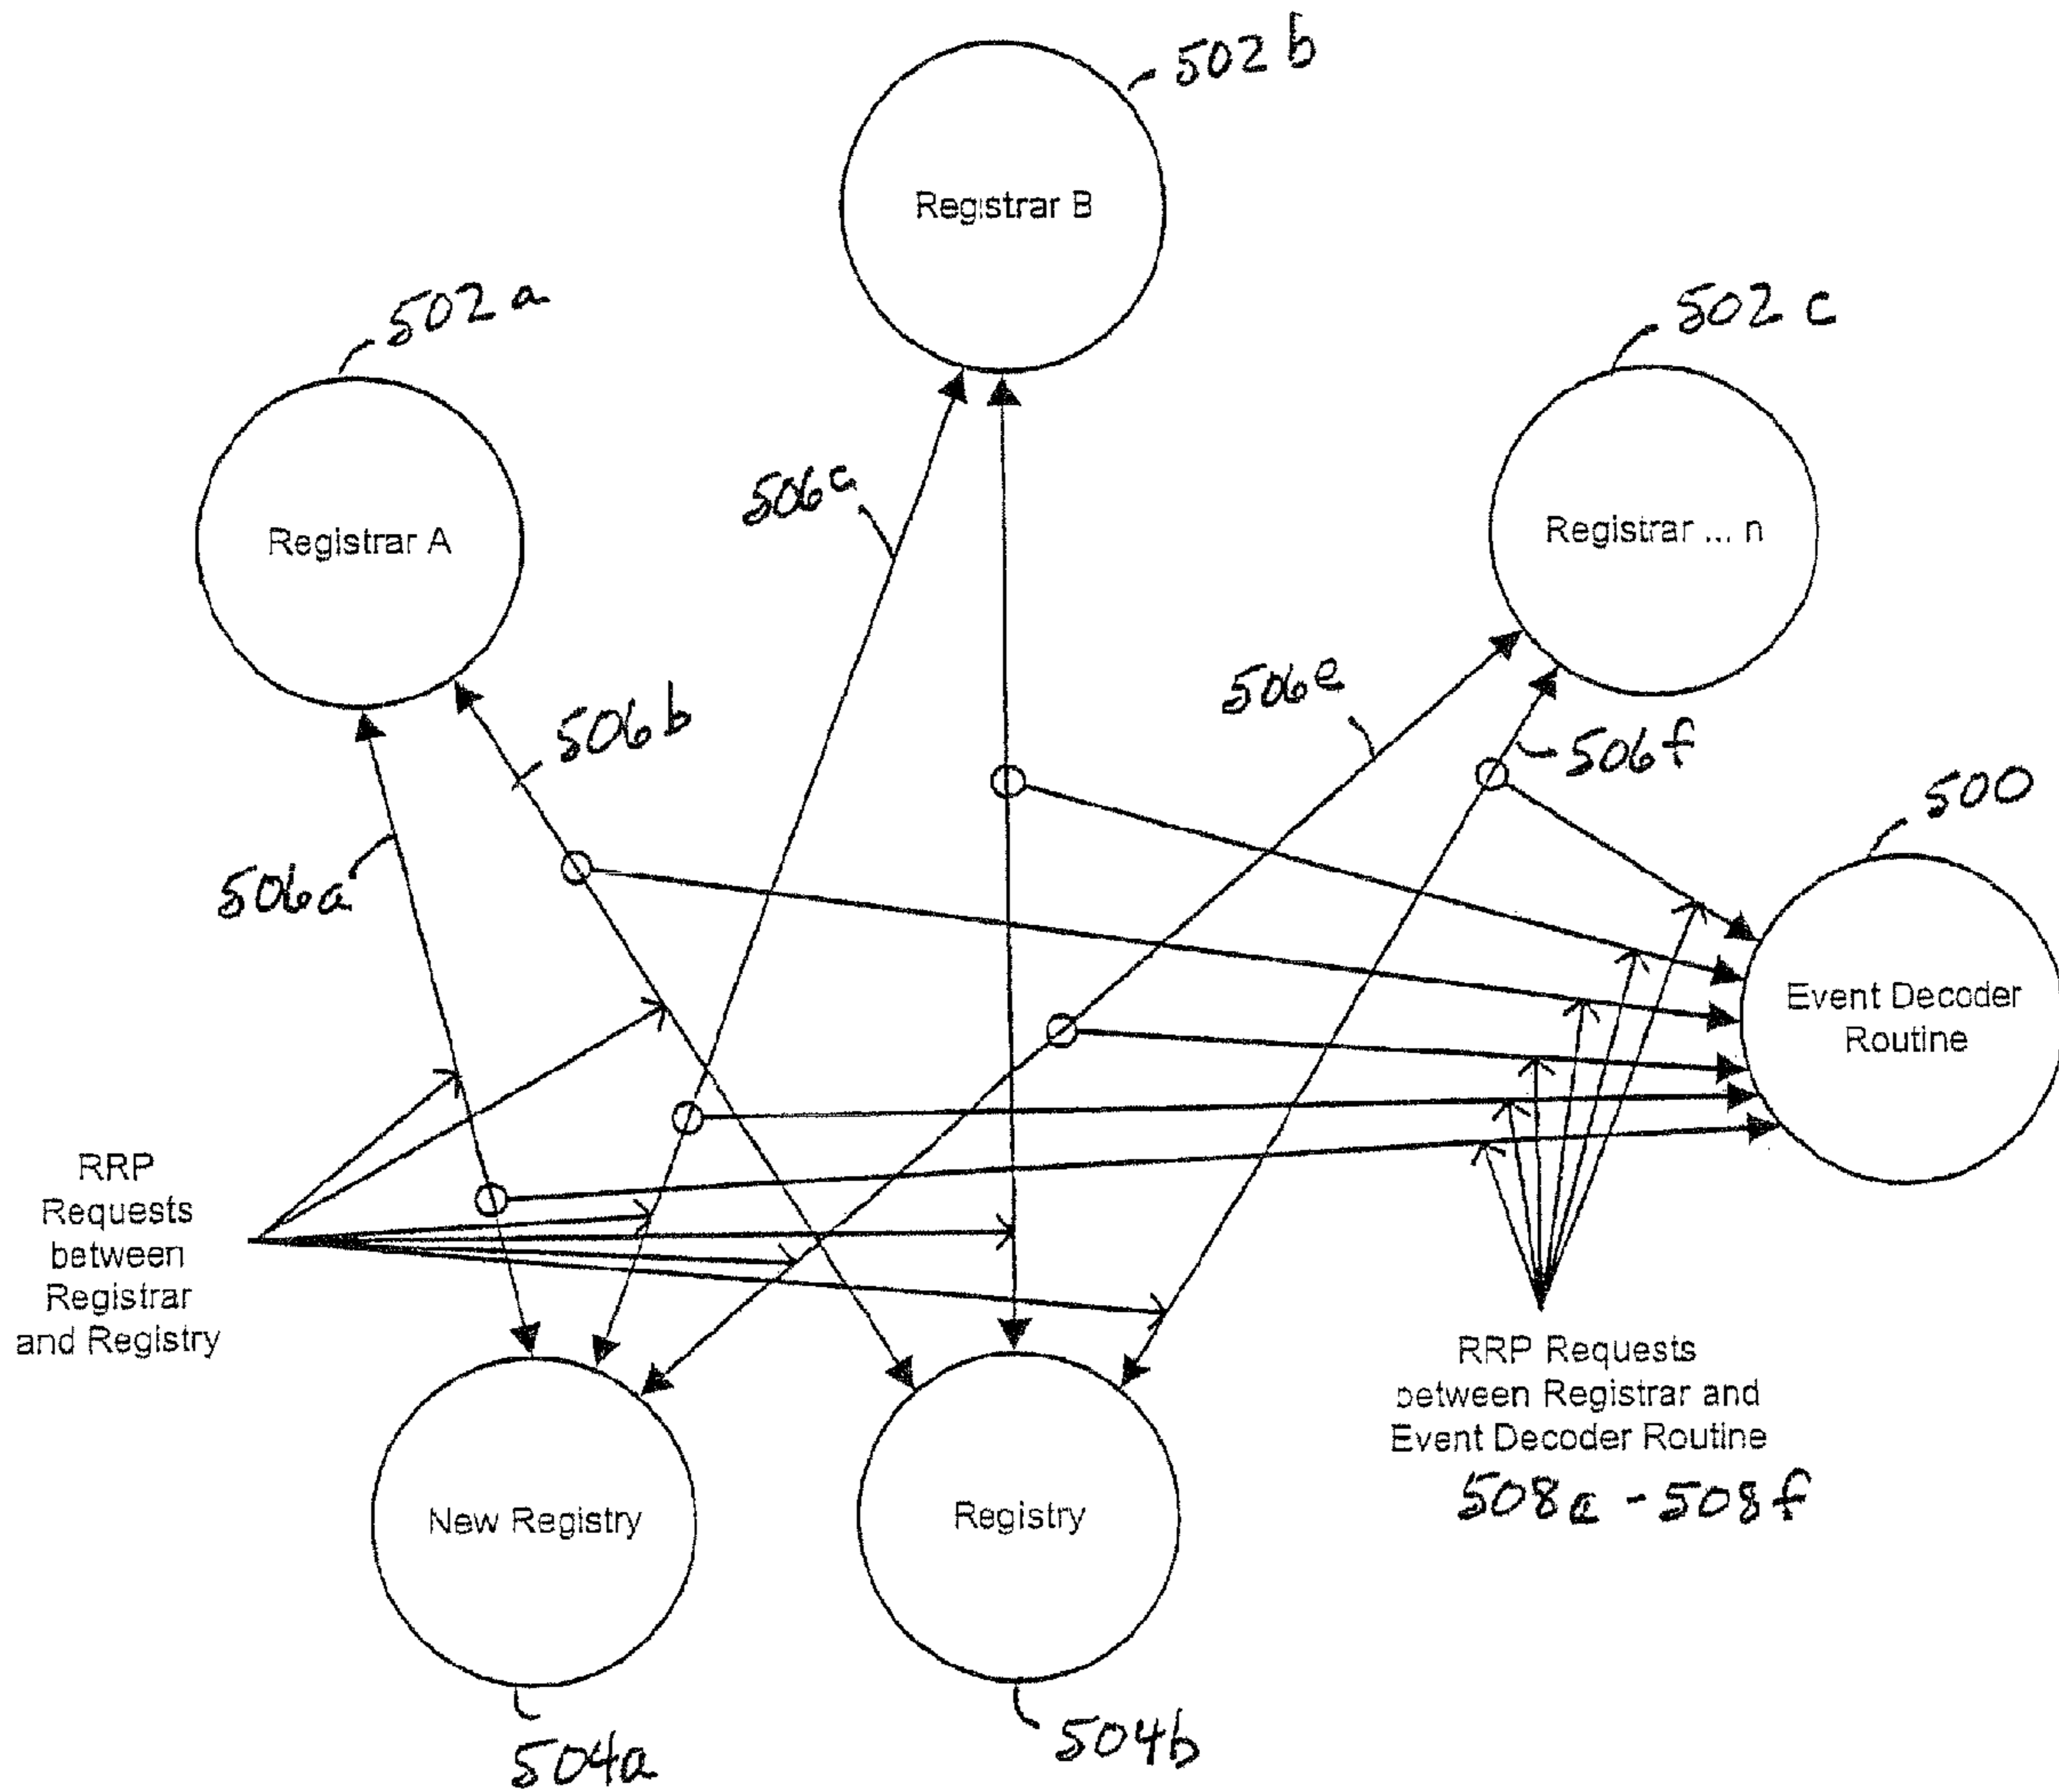 502b
Registrar B
502a
502c
506c
Registrar A
Registrar ... n
506e
506b
506f
500
506a
Event Decoder
Routine
RRP
Requests
between
Registrar
and Registry
RRP Requests
between Registrar and
Event Decoder Routine
508a - 508f
New Registry
Registry
504a
504b